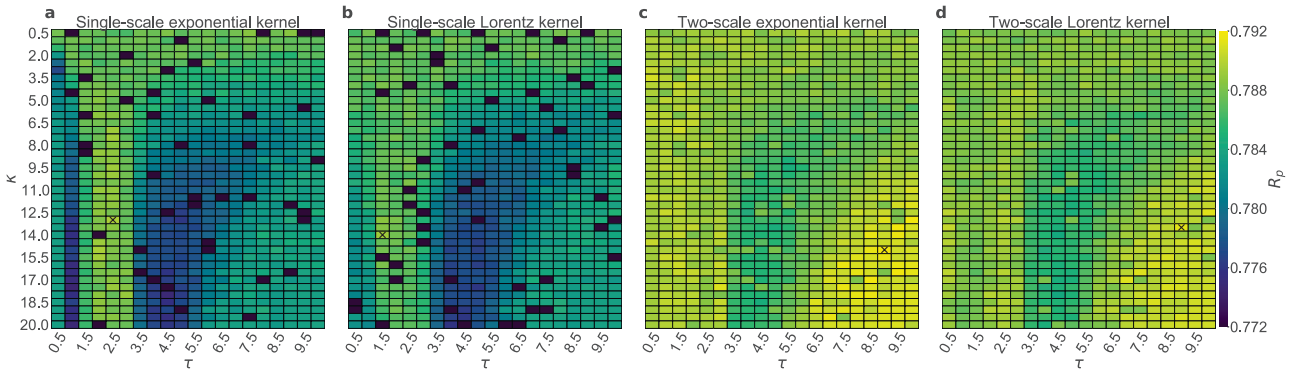 a Single-scale exponential kernel
b Single-scale Lorentz kernel
c Two-scale exponential kernel
d Two-scale Lorentz kernel
0.5
2.0
3.5
5.0
6.5
8.0
9.5
11.0
12.5
14.0
15.5
17.0
18.5
20.0
κ
0.5 1.5 2.5 3.5 4.5 5.5 6.5 7.5 8.5 9.5
τ
0.5 1.5 2.5 3.5 4.5 5.5 6.5 7.5 8.5 9.5
τ
0.5 1.5 2.5 3.5 4.5 5.5 6.5 7.5 8.5 9.5
τ
0.5 1.5 2.5 3.5 4.5 5.5 6.5 7.5 8.5 9.5
τ
0.792
0.788
0.784
0.780
0.776
0.772
Rp